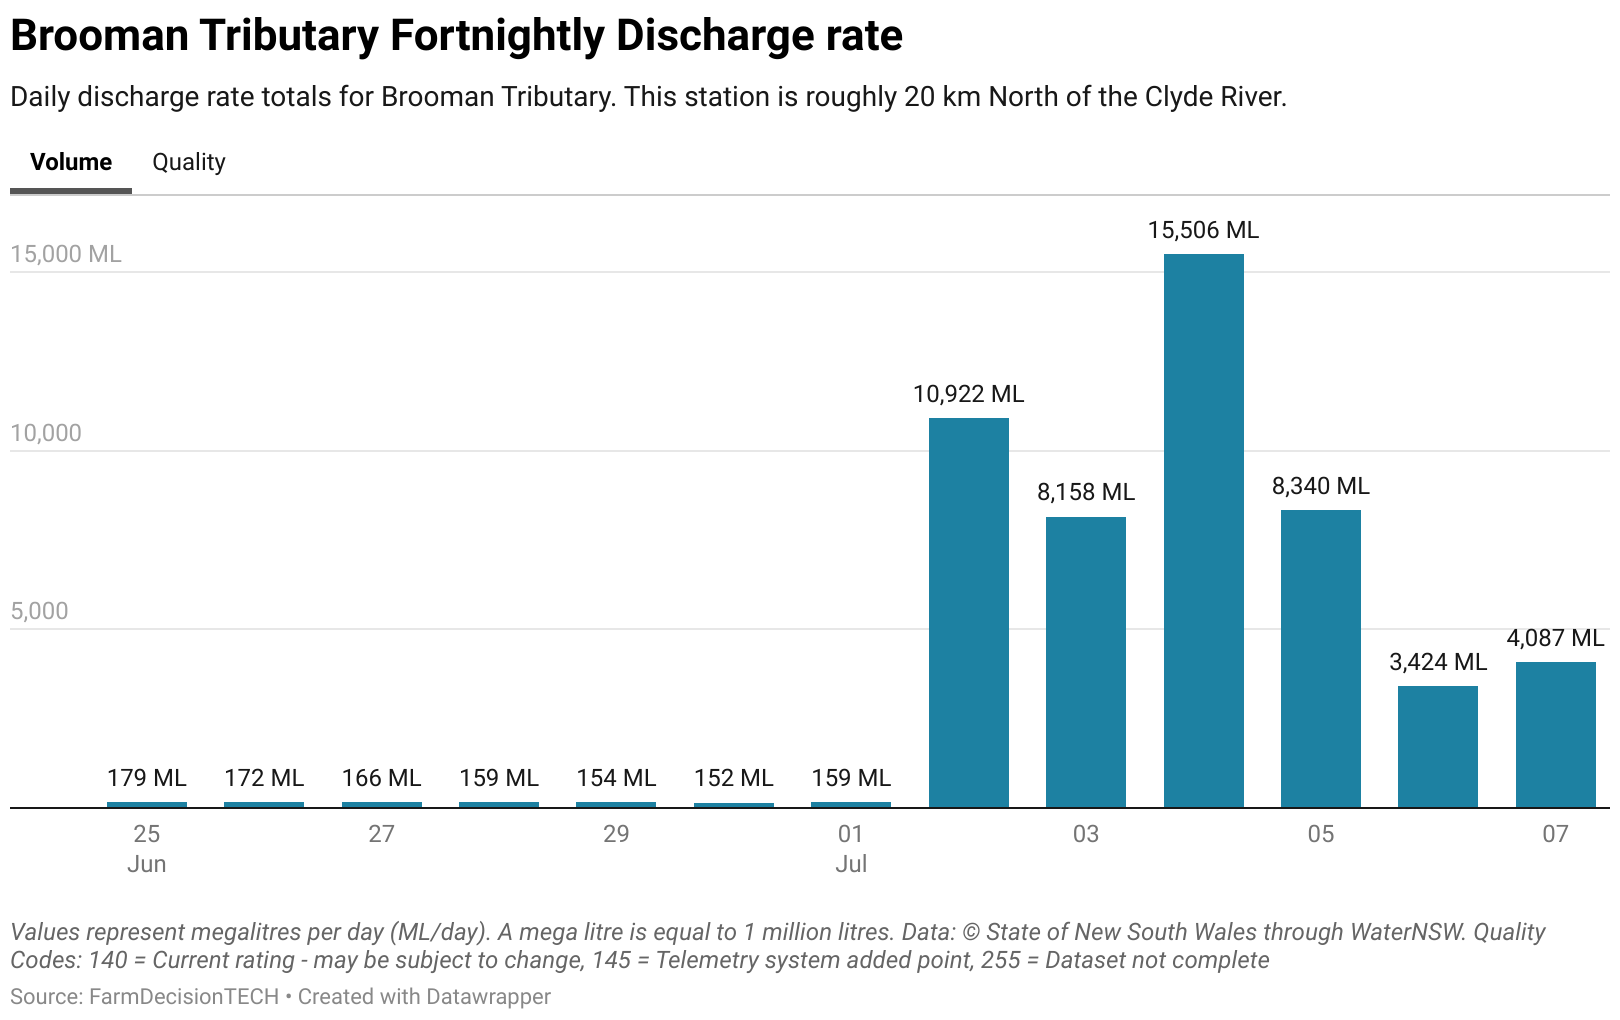 Brooman Tributary Fortnightly Discharge rate
Daily discharge rate totals for Brooman Tributary. This station is roughly 20 km North of the Clyde River.
Volume Quality
15,506 ML
15,000 ML
10,922 ML
10,000
8,340 ML
8,158 ML
5,000
4,087 ML
3,424 ML
179 ML 172 ML 166 ML 159 ML 154 ML 152 ML 159 ML
25 27 29 01 03 05 07
Jun Jul
Values represent megalitres per day (ML/day). A mega litre is equal to 1 million litres. Data: © State of New South Wales through WaterNSW. Quality
Codes: 140 = Current rating - may be subject to change, 145 = Telemetry system added point, 255 = Dataset not complete
Source: FarmDecisionTECH • Created with Datawrapper